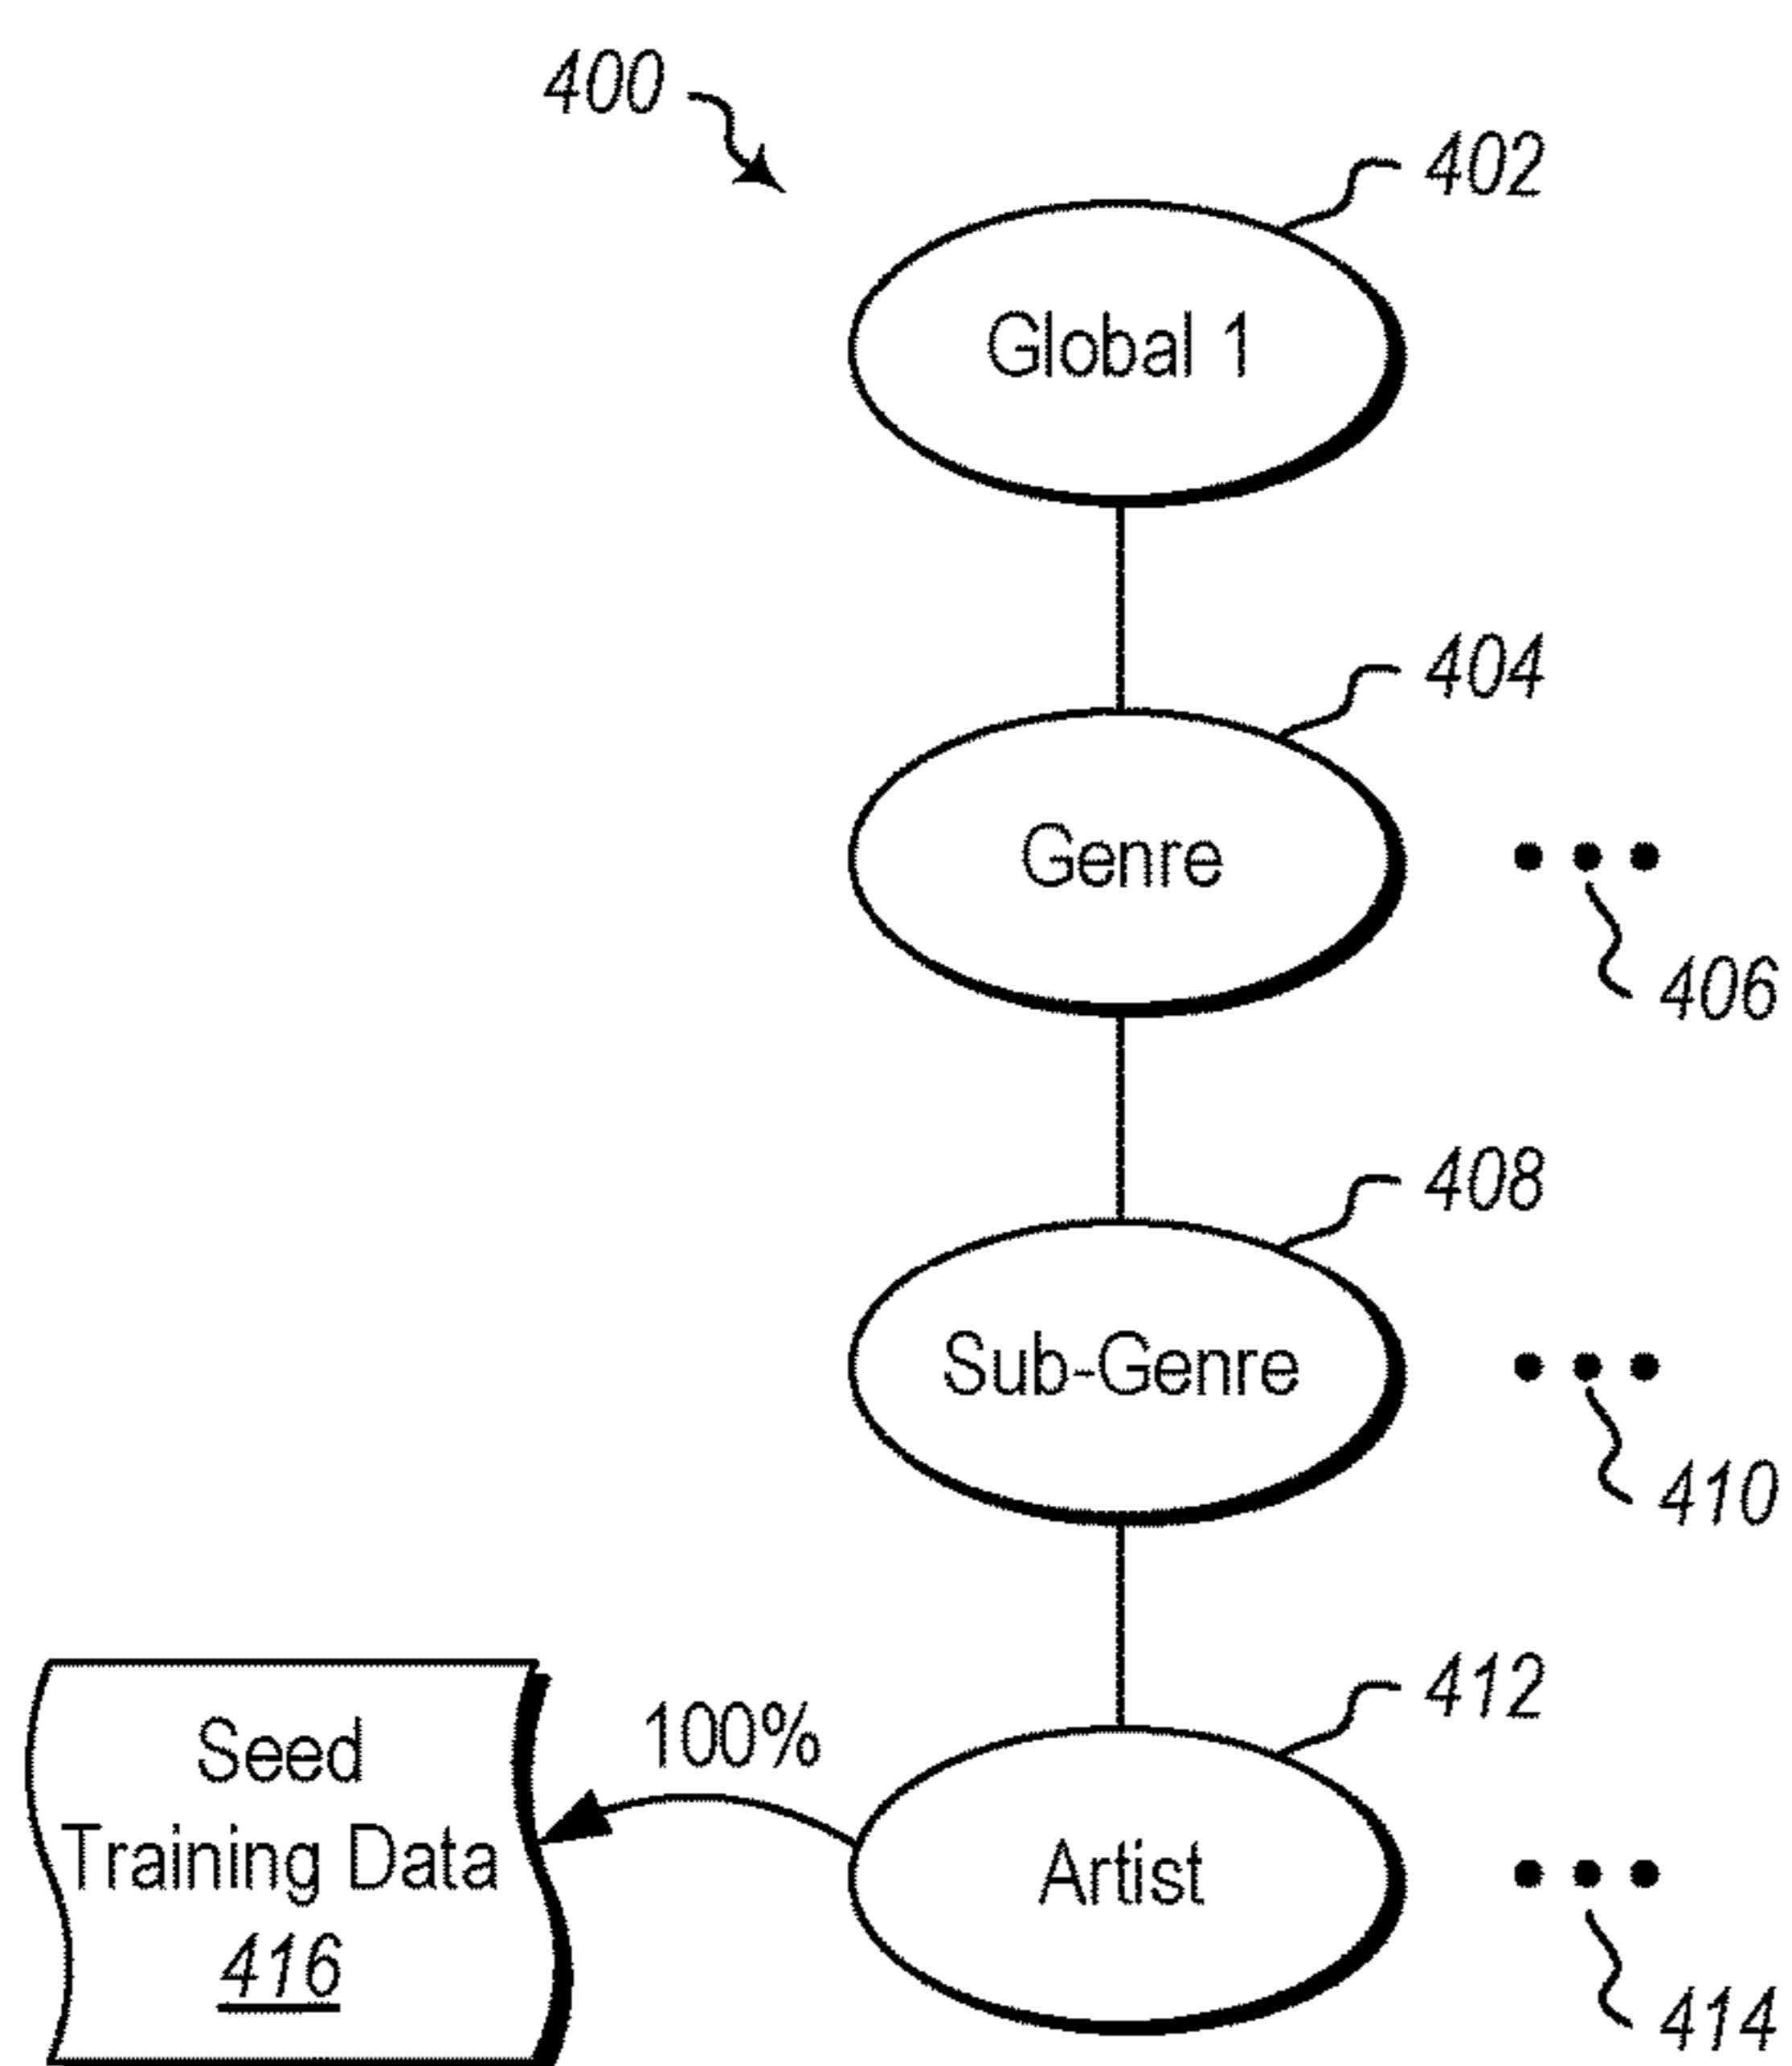 400
402
Global 1
404
Genre
406
408
Sub-Genre
410
412
100%
Seed
Training Data
416
Artist
414